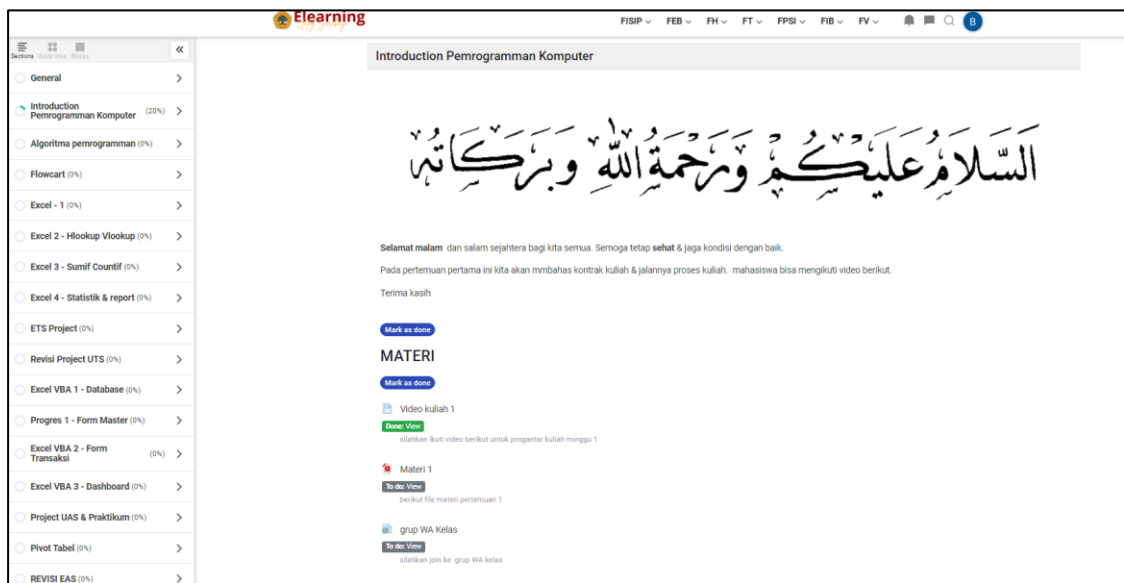 Elearning
FISIP FEB FH FT FPSI FIB FV B
Sections Quick View Blocks
General
Introduction
Pemrogramman Komputer (20%)
Algoritma pemrogramman (0%)
Flowcart (0%)
Excel - 1 (0%)
Excel 2 - Hlookup Vlookup (0%)
Excel 3 - Sumif Countif (0%)
Excel 4 - Statistik & report (0%)
ETS Project (0%)
Revisi Project UTS (0%)
Excel VBA 1 - Database (0%)
Progres 1 - Form Master (0%)
Excel VBA 2 - Form
Transaksi (0%)
Excel VBA 3 - Dashboard (0%)
Project UAS & Praktikum (0%)
Pivot Tabel (0%)
REVISI EAS (0%)
Introduction Pemrogramman Komputer
اَلسَّلَامُ عَلَيْكُمْ وَرَحْمَةُ اللهِ وَبَرَكَاتُهُ
Selamat malam dan salam sejahtera bagi kita semua. Semoga tetap sehat & jaga kondisi dengan baik.
Pada pertemuan pertama ini kita akan mmbahas kontrak kuliah & jalannya proses kuliah. mahasiswa bisa mengikuti video berikut.
Terima kasih
Mark as done
MATERI
Mark as done
Video kuliah 1
Done: View
silahkan ikuti video berikut untuk pngantar kuliah minggu 1
Materi 1
To do: View
berikut file materi pertemuan 1
grup WA Kelas
To do: View
silahkan join ke grup WA kelas